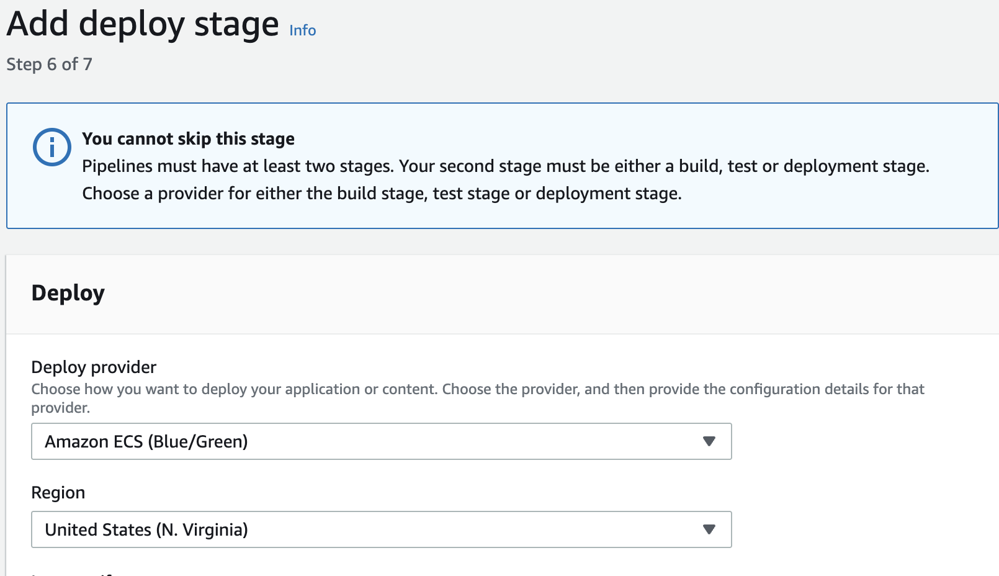 Add deploy stage Info
Step 6 of 7
You cannot skip this stage
Pipelines must have at least two stages. Your second stage must be either a build, test or deployment stage.
Choose a provider for either the build stage, test stage or deployment stage.
Deploy
Deploy provider
Choose how you want to deploy your application or content. Choose the provider, and then provide the configuration details for that
provider.
Amazon ECS (Blue/Green)
Region
United States (N. Virginia)